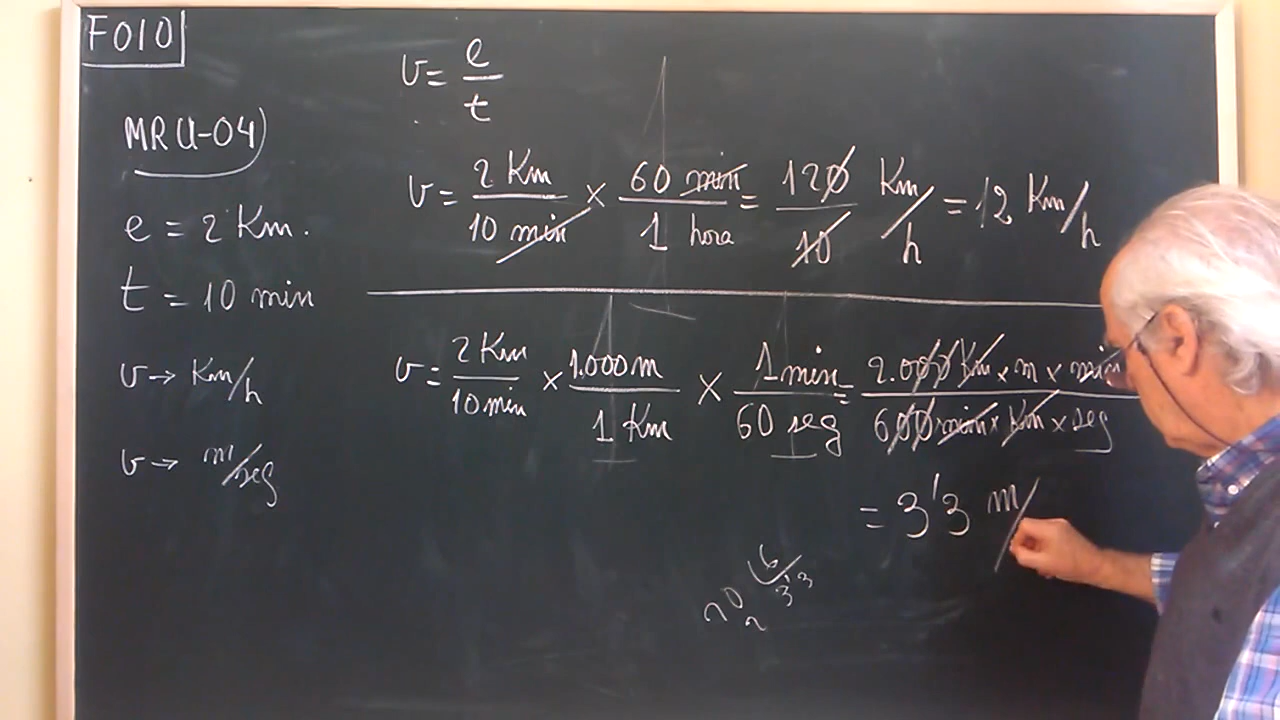 F010
MRU-04
e = 2 Km.
t = 10 min
v → Km/h
v → m/seg
v = e/t
v = 2 Km/10 min × 60 min/1 hora = 120/10 Km/h = 12 Km/h
v = 2 Km/10 min × 1.000 m/1 Km × 1 min/60 seg = 2.000 Km × m × min/600 min × Km × seg
= 3'3 m/
20 6
2 3'3